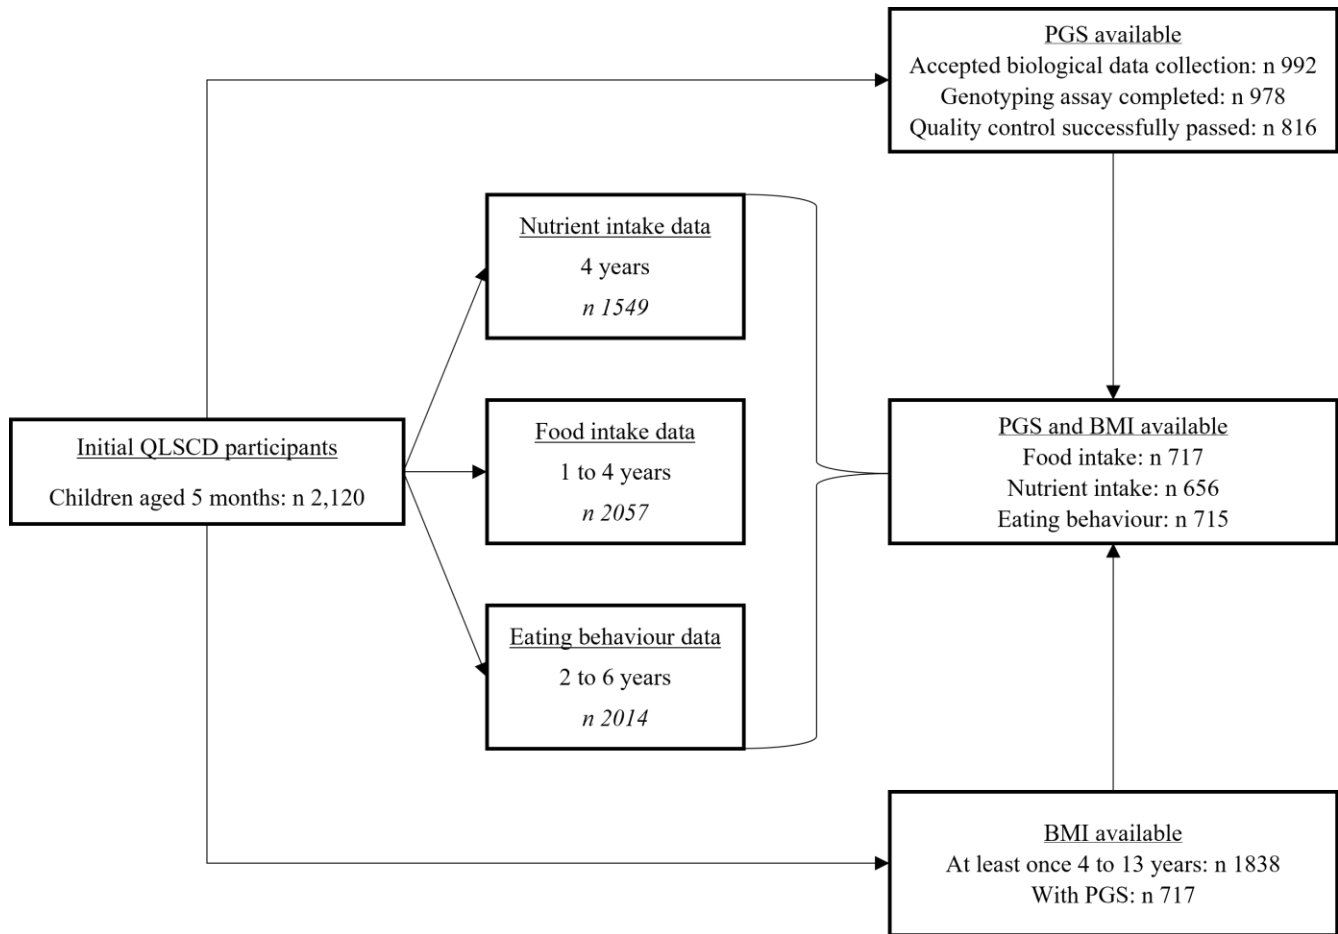 PGS available
Accepted biological data collection: n 992
Genotyping assay completed: n 978
Quality control successfully passed: n 816
Nutrient intake data
4 years
n 1549
Initial QLSCD participants
Children aged 5 months: n 2,120
Food intake data
1 to 4 years
n 2057
PGS and BMI available
Food intake: n 717
Nutrient intake: n 656
Eating behaviour: n 715
Eating behaviour data
2 to 6 years
n 2014
BMI available
At least once 4 to 13 years: n 1838
With PGS: n 717